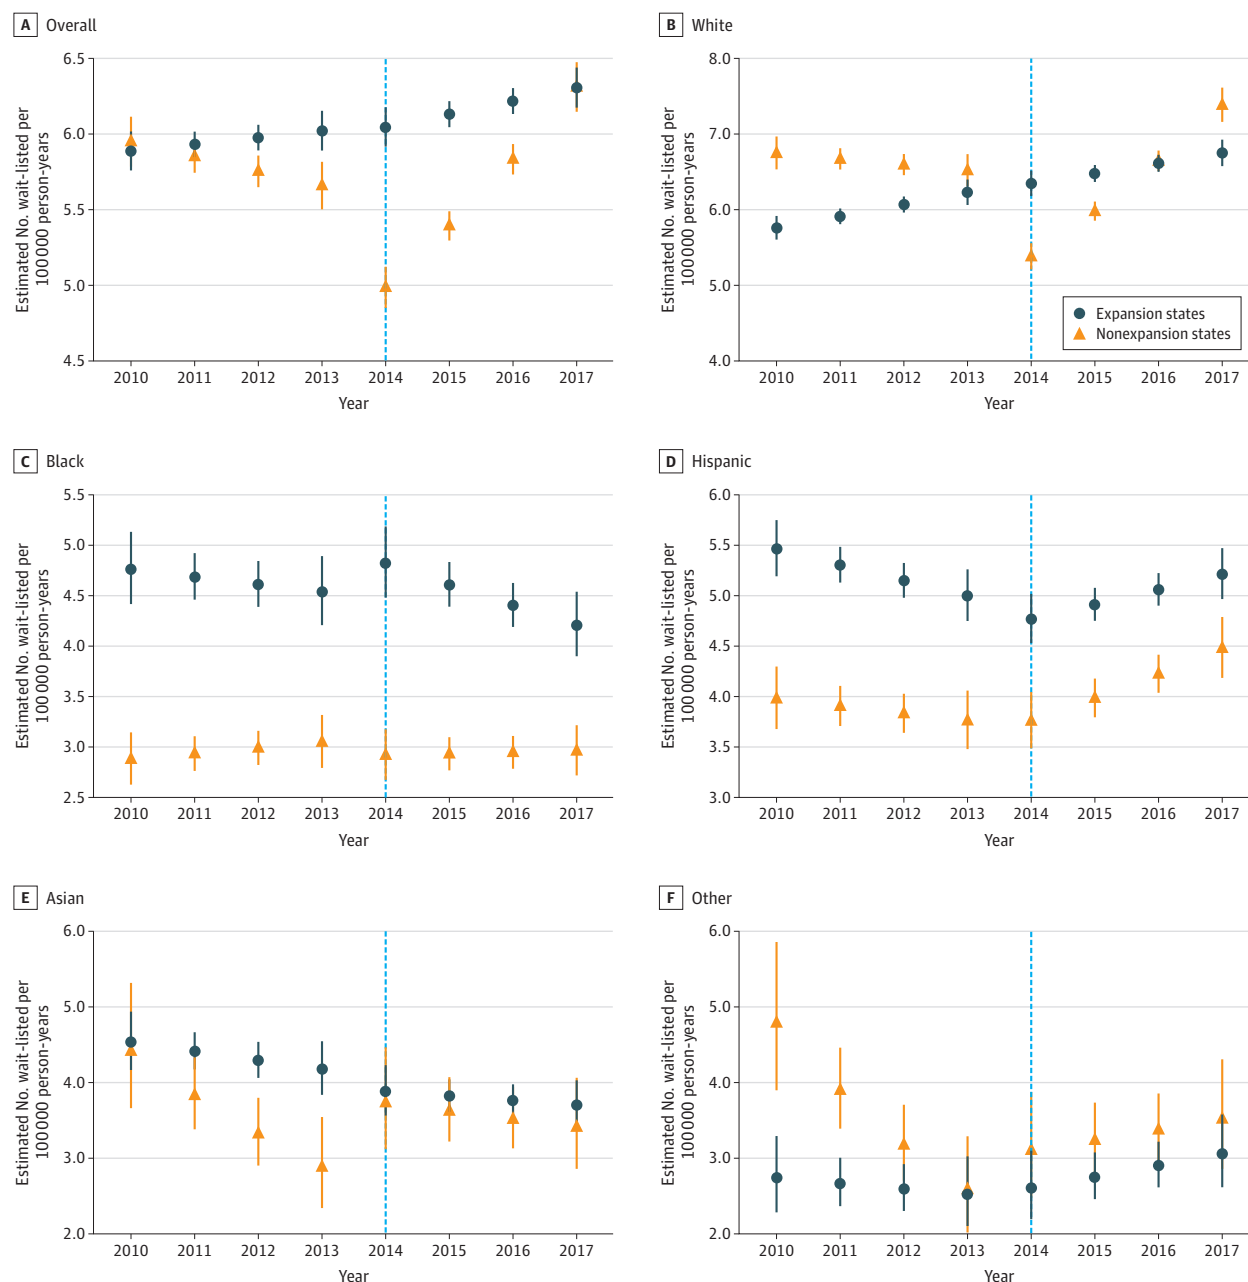 A Overall
Estimated No. wait-listed per
100 000 person-years
6.5
6.0
5.5
5.0
4.5
2010 2011 2012 2013 2014 2015 2016 2017
Year
B White
Estimated No. wait-listed per
100 000 person-years
8.0
7.0
6.0
5.0
4.0
Expansion states
Nonexpansion states
2010 2011 2012 2013 2014 2015 2016 2017
Year
C Black
Estimated No. wait-listed per
100 000 person-years
5.5
5.0
4.5
4.0
3.5
3.0
2.5
2010 2011 2012 2013 2014 2015 2016 2017
Year
D Hispanic
Estimated No. wait-listed per
100 000 person-years
6.0
5.5
5.0
4.5
4.0
3.5
3.0
2010 2011 2012 2013 2014 2015 2016 2017
Year
E Asian
Estimated No. wait-listed per
100 000 person-years
6.0
5.0
4.0
3.0
2.0
2010 2011 2012 2013 2014 2015 2016 2017
Year
F Other
Estimated No. wait-listed per
100 000 person-years
6.0
5.0
4.0
3.0
2.0
2010 2011 2012 2013 2014 2015 2016 2017
Year